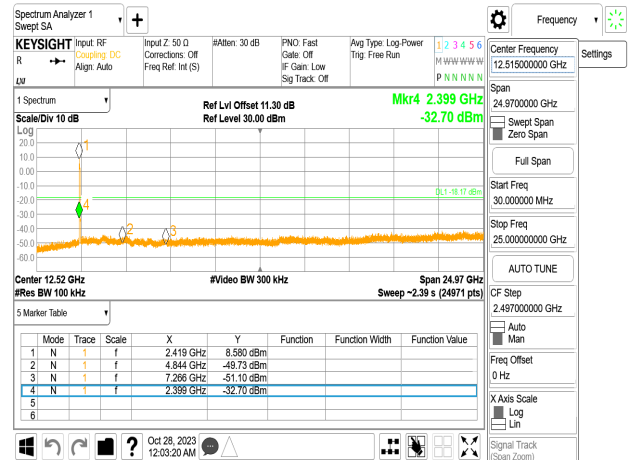 Spectrum Analyzer 1
Swept SA
Frequency
KEYSIGHT
R
Input: RF
Coupling: DC
Align: Auto
Input Z: 50 Ω
Corrections: Off
Freq Ref: Int (S)
#Atten: 30 dB
PNO: Fast
Gate: Off
IF Gain: Low
Sig Track: Off
Avg Type: Log-Power
Trig: Free Run
1 2 3 4 5 6
M W W W W W
P N N N N N
LXI
1 Spectrum
Scale/Div 10 dB
Ref Lvl Offset 11.30 dB
Ref Level 30.00 dBm
Mkr4 2.399 GHz
-32.70 dBm
Log
20.0
10.0
0.00
-10.0
-20.0
-30.0
-40.0
-50.0
-60.0
1
4
2
3
DL1 -18.17 dBm
Center 12.52 GHz
#Video BW 300 kHz
Span 24.97 GHz
#Res BW 100 kHz
Sweep ~2.39 s (24971 pts)
5 Marker Table
Mode Trace Scale X Y Function Function Width Function Value
1 N 1 f 2.419 GHz 8.580 dBm
2 N 1 f 4.844 GHz -49.73 dBm
3 N 1 f 7.266 GHz -51.10 dBm
4 N 1 f 2.399 GHz -32.70 dBm
5
6
Oct 28, 2023
12:03:20 AM
?
Center Frequency
12.515000000 GHz
Settings
Span
24.9700000 GHz
Swept Span
Zero Span
Full Span
Start Freq
30.000000 MHz
Stop Freq
25.000000000 GHz
AUTO TUNE
CF Step
2.497000000 GHz
Auto
Man
Freq Offset
0 Hz
X Axis Scale
Log
Lin
Signal Track
(Span Zoom)